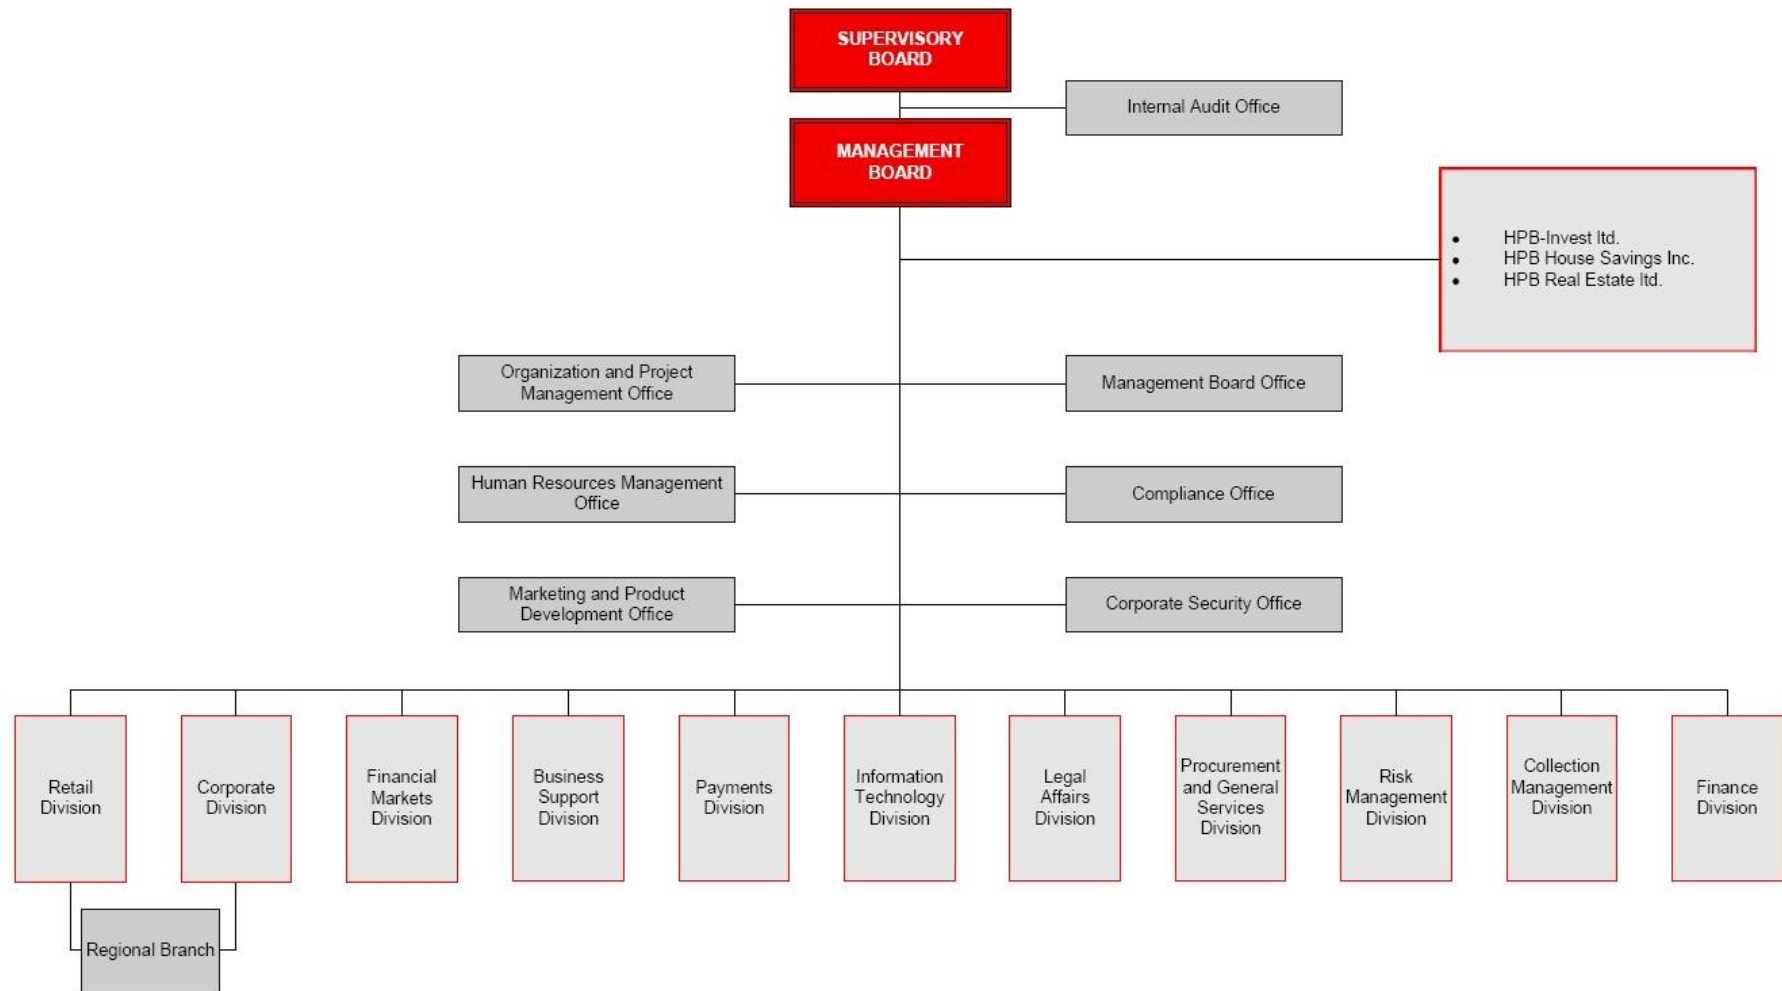 SUPERVISORY
BOARD
Internal Audit Office
MANAGEMENT
BOARD
• HPB-Invest ltd.
• HPB House Savings Inc.
• HPB Real Estate ltd.
Organization and Project
Management Office
Management Board Office
Human Resources Management
Office
Compliance Office
Marketing and Product
Development Office
Corporate Security Office
Retail
Division
Corporate
Division
Financial
Markets
Division
Business
Support
Division
Payments
Division
Information
Technology
Division
Legal
Affairs
Division
Procurement
and General
Services
Division
Risk
Management
Division
Collection
Management
Division
Finance
Division
Regional Branch